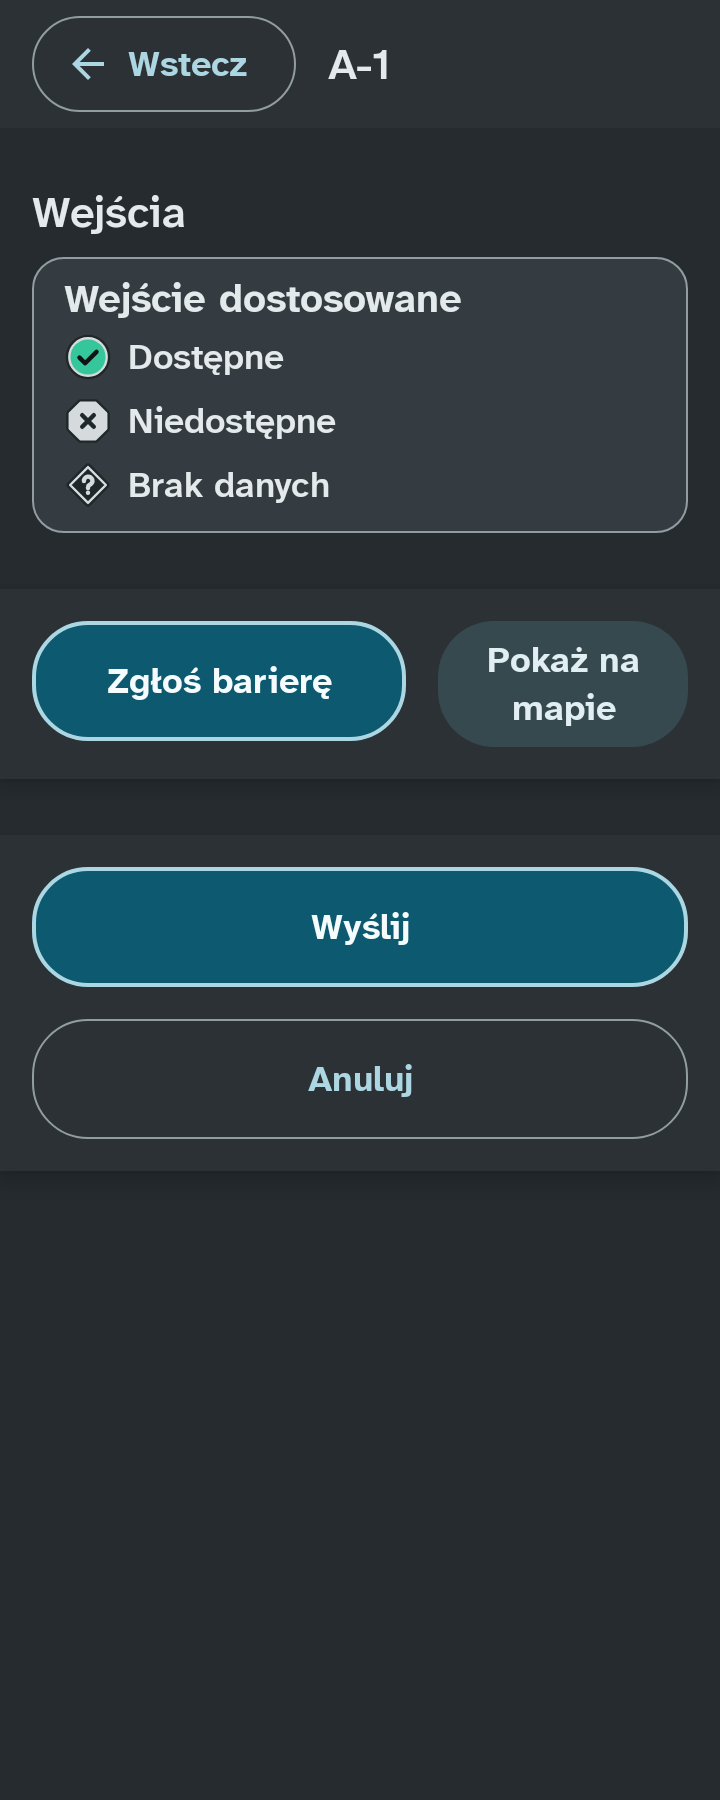 Wstecz
A-1
Wejścia
Wejście dostosowane
Dostępne
Niedostępne
Brak danych
Zgłoś barierę
Pokaż na
mapie
Wyślij
Anuluj